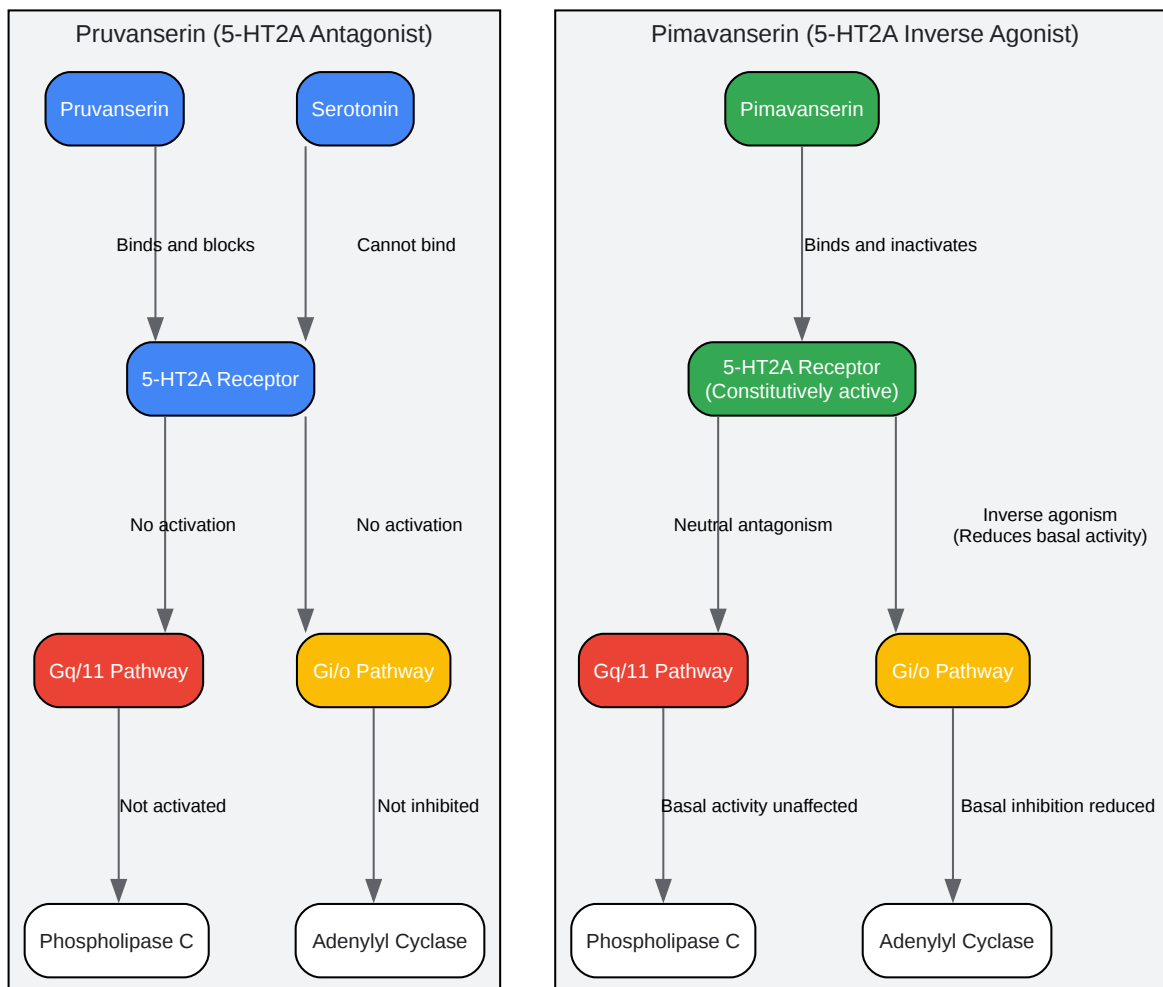 Pruvanserin (5-HT2A Antagonist)
Pruvanserin
Serotonin
Binds and blocks
Cannot bind
5-HT2A Receptor
No activation
No activation
Gq/11 Pathway
Gi/o Pathway
Not activated
Not inhibited
Phospholipase C
Adenylyl Cyclase
Pimavanserin (5-HT2A Inverse Agonist)
Pimavanserin
Binds and inactivates
5-HT2A Receptor
(Constitutively active)
Neutral antagonism
Inverse agonism
(Reduces basal activity)
Gq/11 Pathway
Gi/o Pathway
Basal activity unaffected
Basal inhibition reduced
Phospholipase C
Adenylyl Cyclase